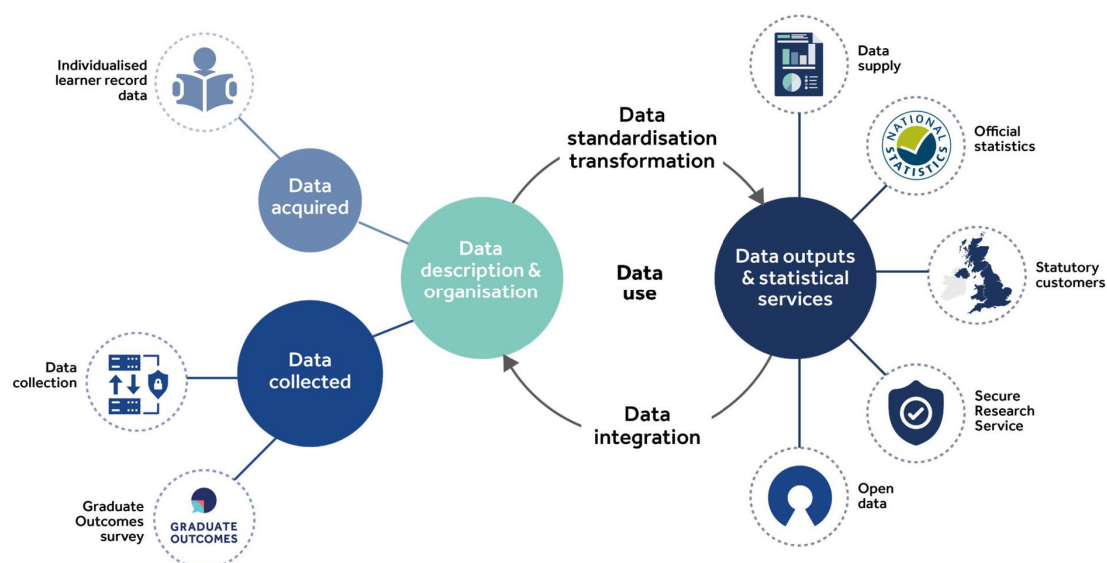 Individualised
learner record
data
Data
acquired
Data
description &
organisation
Data
collected
Data
collection
Graduate
Outcomes
survey
GRADUATE
OUTCOMES
Data
standardisation
transformation
Data
use
Data
integration
Data outputs
& statistical
services
Data
supply
NATIONAL
STATISTICS
Official
statistics
Statutory
customers
Secure
Research
Service
Open
data